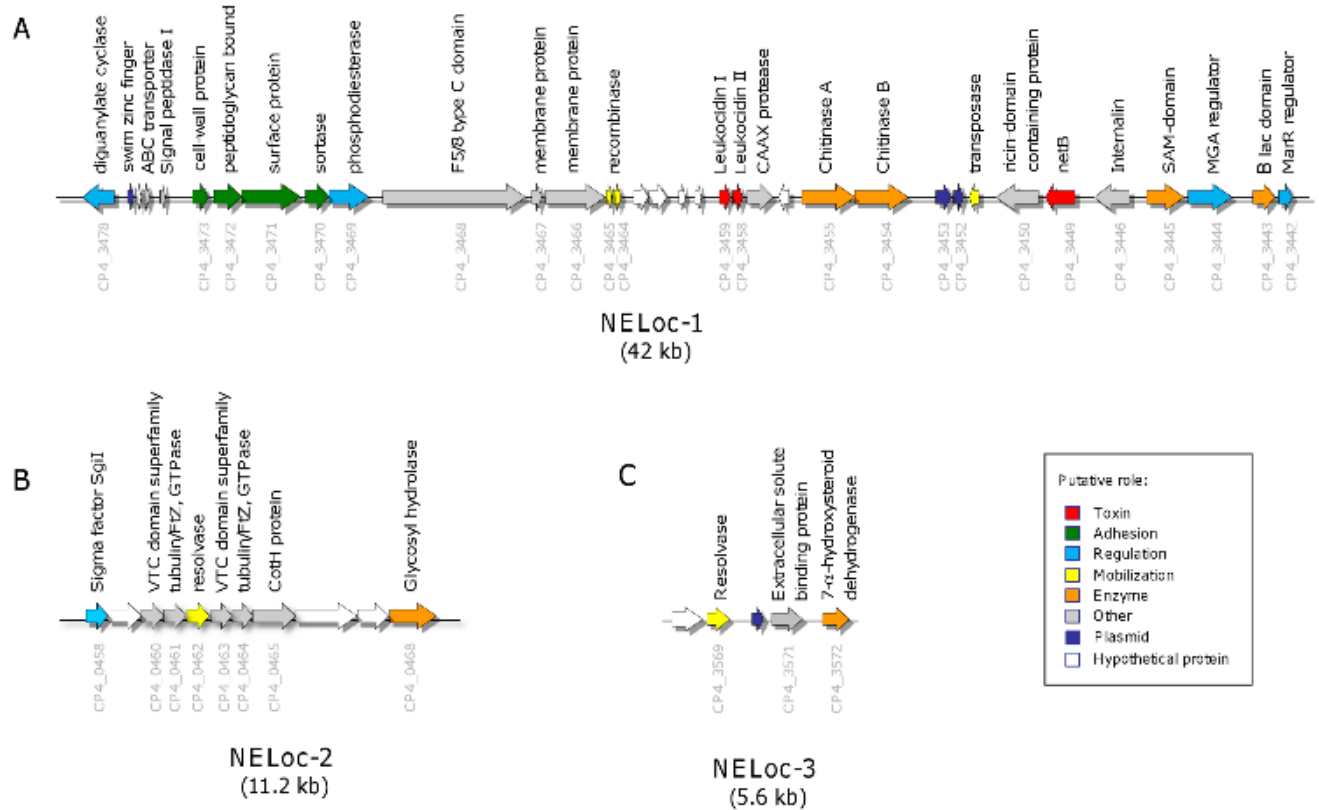 A
diguanylate cyclase
swim zinc finger
ABC transporter
Signal peptidase I
cell-wall protein
peptidoglycan bound
surface protein
sortase
phosphodiesterase
F5/8 type C domain
membrane protein
membrane protein
recombinase
Leukocidin I
Leukocidin II
CAAX protease
Chitinase A
Chitinase B
transposase
ricin-domain
containing protein
netB
Internalin
SAM-domain
MGA regulator
B lac domain
MarR regulator
CP4_3478
CP4_3473
CP4_3472
CP4_3471
CP4_3470
CP4_3469
CP4_3468
CP4_3467
CP4_3466
CP4_3465
CP4_3464
CP4_3459
CP4_3458
CP4_3455
CP4_3454
CP4_3453
CP4_3452
CP4_3450
CP4_3449
CP4_3446
CP4_3445
CP4_3444
CP4_3443
CP4_3442
NELoc-1
(42 kb)
B
Sigma factor SgiI
VTC domain superfamily
tubulin/FtZ, GTPase
resolvase
VTC domain superfamily
tubulin/FtZ, GTPase
CotH protein
Glycosyl hydrolase
CP4_0458
CP4_0460
CP4_0461
CP4_0462
CP4_0463
CP4_0464
CP4_0465
CP4_0468
NELoc-2
(11.2 kb)
C
Resolvase
Extracellular solute
binding protein
7-α-hydroxysteroid
dehydrogenase
CP4_3569
CP4_3571
CP4_3572
NELoc-3
(5.6 kb)
Putative role:
Toxin
Adhesion
Regulation
Mobilization
Enzyme
Other
Plasmid
Hypothetical protein